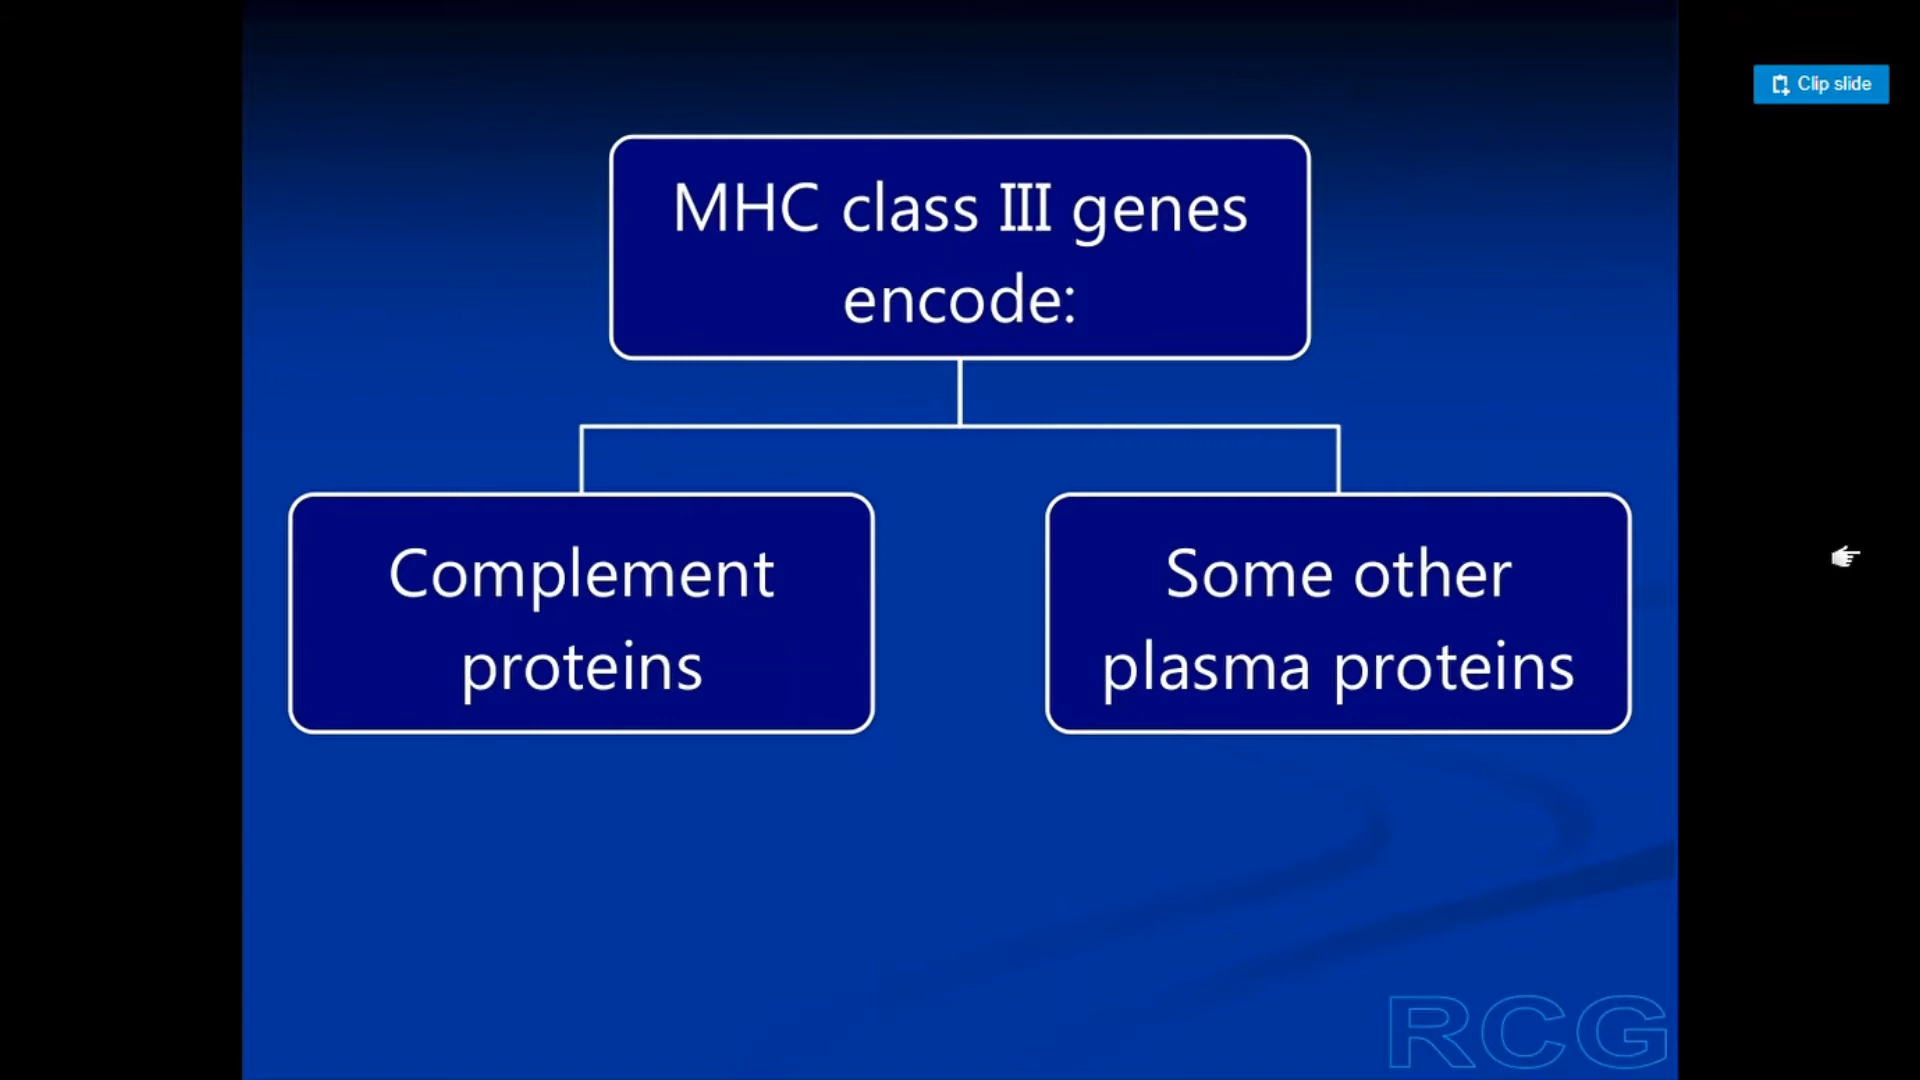 Clip slide
MHC class III genes
encode:
Complement
proteins
Some other
plasma proteins
RCG